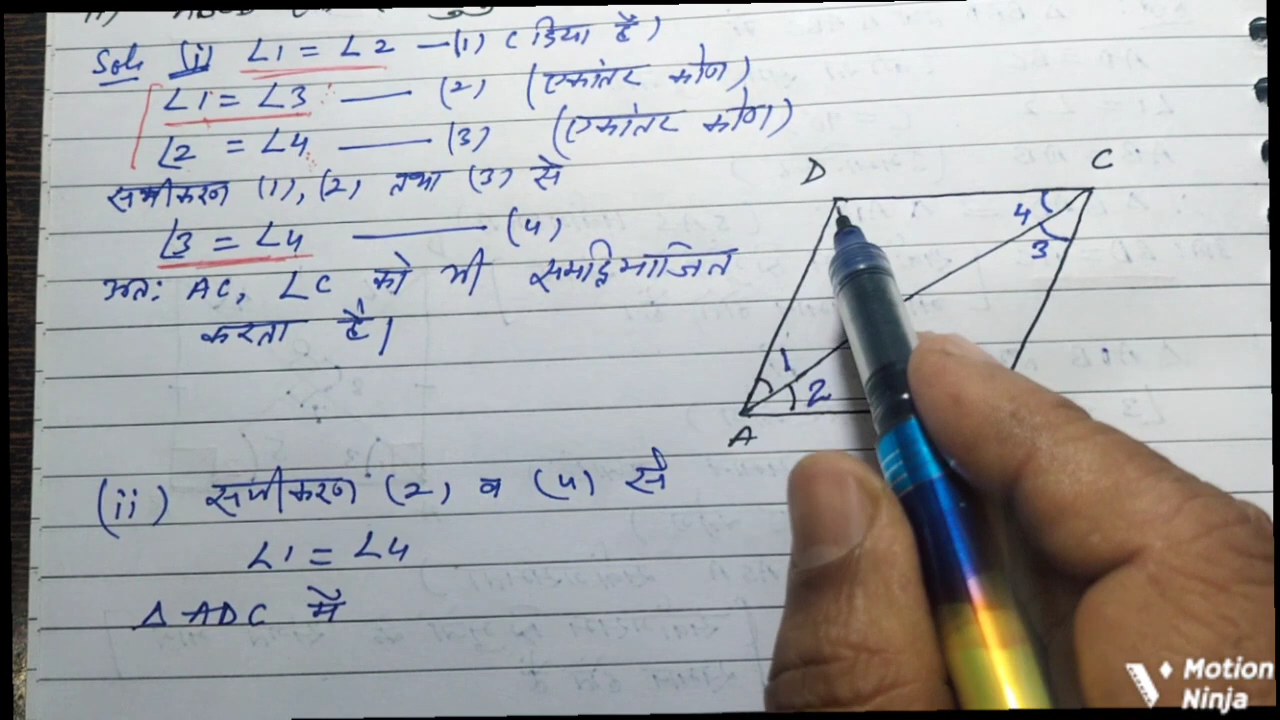 Soln (i) ∠1 = ∠2 —(1) (दिया है)
∠1 = ∠3 —— (2) (एकांतर कोण)
∠2 = ∠4 —— (3) (एकांतर कोण)
समीकरण (1), (2) तथा (3) से
∠3 = ∠4 ——— (4)
अतः AC, ∠C को भी समद्विभाजित
करता है।
D
C
4
3
1
2
A
(ii) समीकरण (2) व (4) से
∠1 = ∠4
Δ ADC में
Motion
Ninja